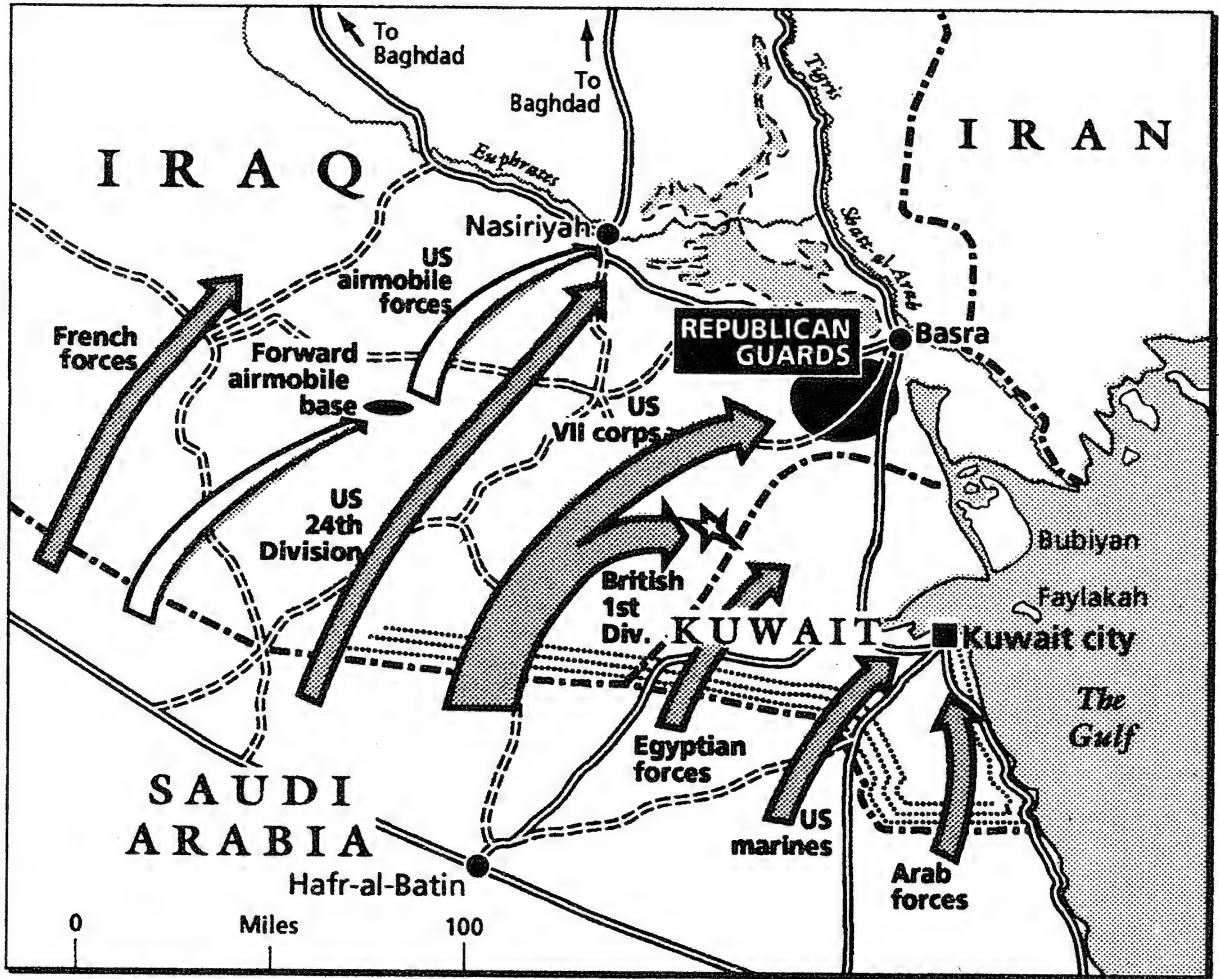 To
Baghdad
To
Baghdad
Tigris
IRAN
IRAQ
Euphrates
Nasiriyah
Shatt-al Arab
US
airmobile
forces
French
forces
REPUBLICAN
GUARDS
Basra
Forward
airmobile
base
US
VII corps
US
24th
Division
Bubiyan
British
1st
Div.
Faylakah
KUWAIT
Kuwait city
The
Gulf
Egyptian
forces
SAUDI
ARABIA
US
marines
Hafr-al-Batin
Arab
forces
0 Miles 100